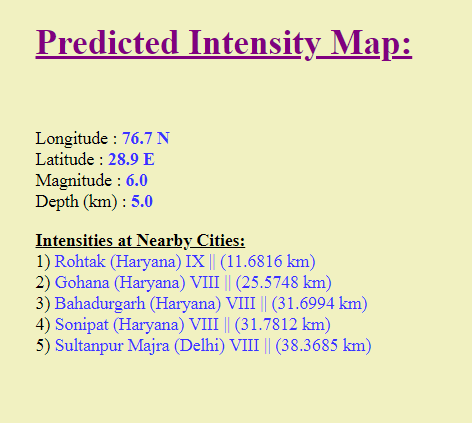 Predicted Intensity Map:
Longitude : 76.7 N
Latitude : 28.9 E
Magnitude : 6.0
Depth (km) : 5.0
Intensities at Nearby Cities:
1) Rohtak (Haryana) IX || (11.6816 km)
2) Gohana (Haryana) VIII || (25.5748 km)
3) Bahadurgarh (Haryana) VIII || (31.6994 km)
4) Sonipat (Haryana) VIII || (31.7812 km)
5) Sultanpur Majra (Delhi) VIII || (38.3685 km)